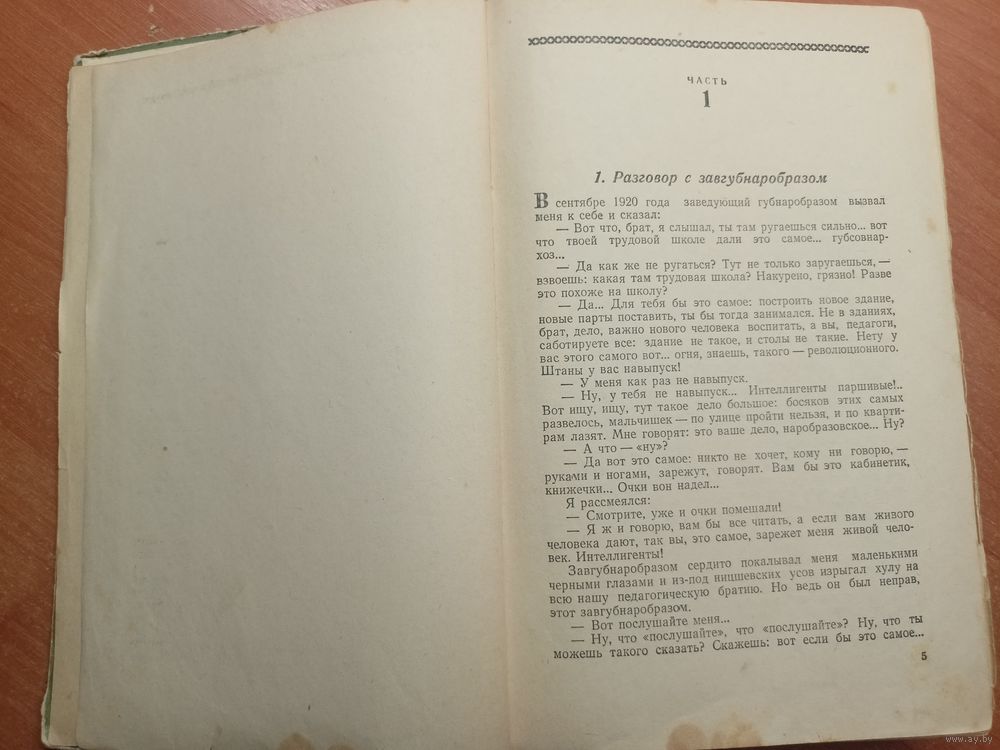 ЧАСТЬ
1
1. Разговор с завгубнаробразом
В сентябре 1920 года заведующий губнаробразом вызвал
меня к себе и сказал:
— Вот что, брат, я слышал, ты там ругаешься сильно... вот
что твоей трудовой школе дали это самое... губсовнар-
хоз...
— Да как же не ругаться? Тут не только заругаешься, —
взвоешь: какая там трудовая школа? Накурено, грязно! Разве
это похоже на школу?
— Да... Для тебя бы это самое: построить новое здание,
новые парты поставить, ты бы тогда занимался. Не в зданиях,
брат, дело, важно нового человека воспитать, а вы, педагоги,
саботируете все: здание не такое, и столы не такие. Нету у
вас этого самого вот... огня, знаешь, такого — революционного.
Штаны у вас навыпуск!
— У меня как раз не навыпуск.
— Ну, у тебя не навыпуск... Интеллигенты паршивые!..
Вот ищу, ищу, тут такое дело большое: босяков этих самых
развелось, мальчишек — по улице пройти нельзя, и по кварти-
рам лазят. Мне говорят: это ваше дело, наробразовское... Ну?
— А что — «ну»?
— Да вот это самое: никто не хочет, кому ни говорю, —
руками и ногами, зарежут, говорят. Вам бы это кабинетик,
книжечки... Очки вон надел...
Я рассмеялся:
— Смотрите, уже и очки помешали!
— Я ж и говорю, вам бы все читать, а если вам живого
человека дают, так вы, это самое, зарежет меня живой чело-
век. Интеллигенты!
Завгубнаробразом сердито покалывал меня маленькими
черными глазами и из-под ницшевских усов изрыгал хулу на
всю нашу педагогическую братию. Но ведь он был неправ,
этот завгубнаробразом.
— Вот послушайте меня...
— Ну, что «послушайте», что «послушайте»? Ну, что ты
можешь такого сказать? Скажешь: вот если бы это самое...
5
www.ay.by